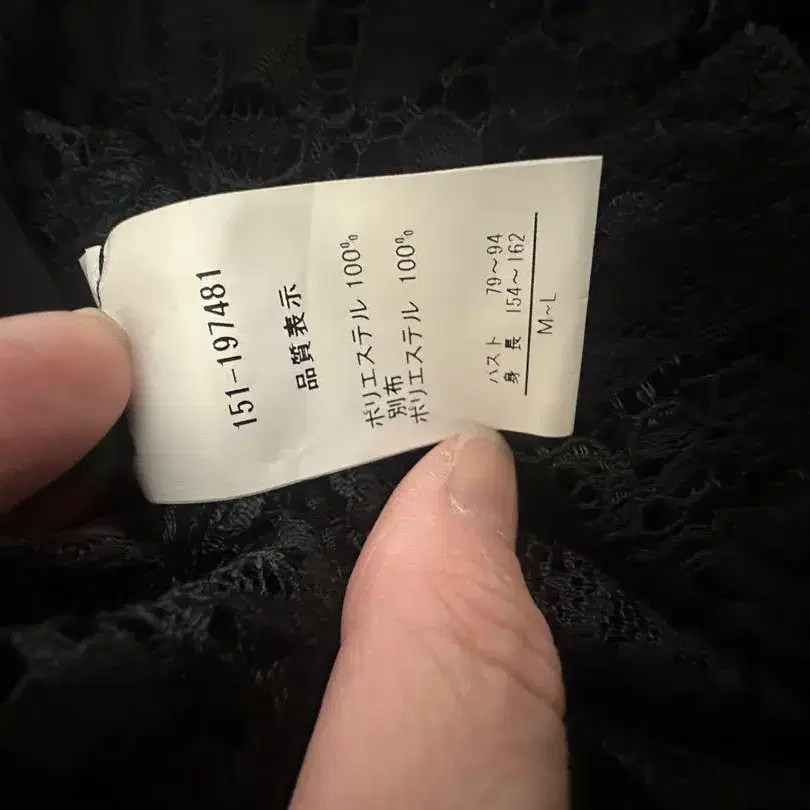 151-197481
品質表示
ポリエステル 100%
別布
ポリエステル 100%
バスト 79～94
身長 154～162
M～L